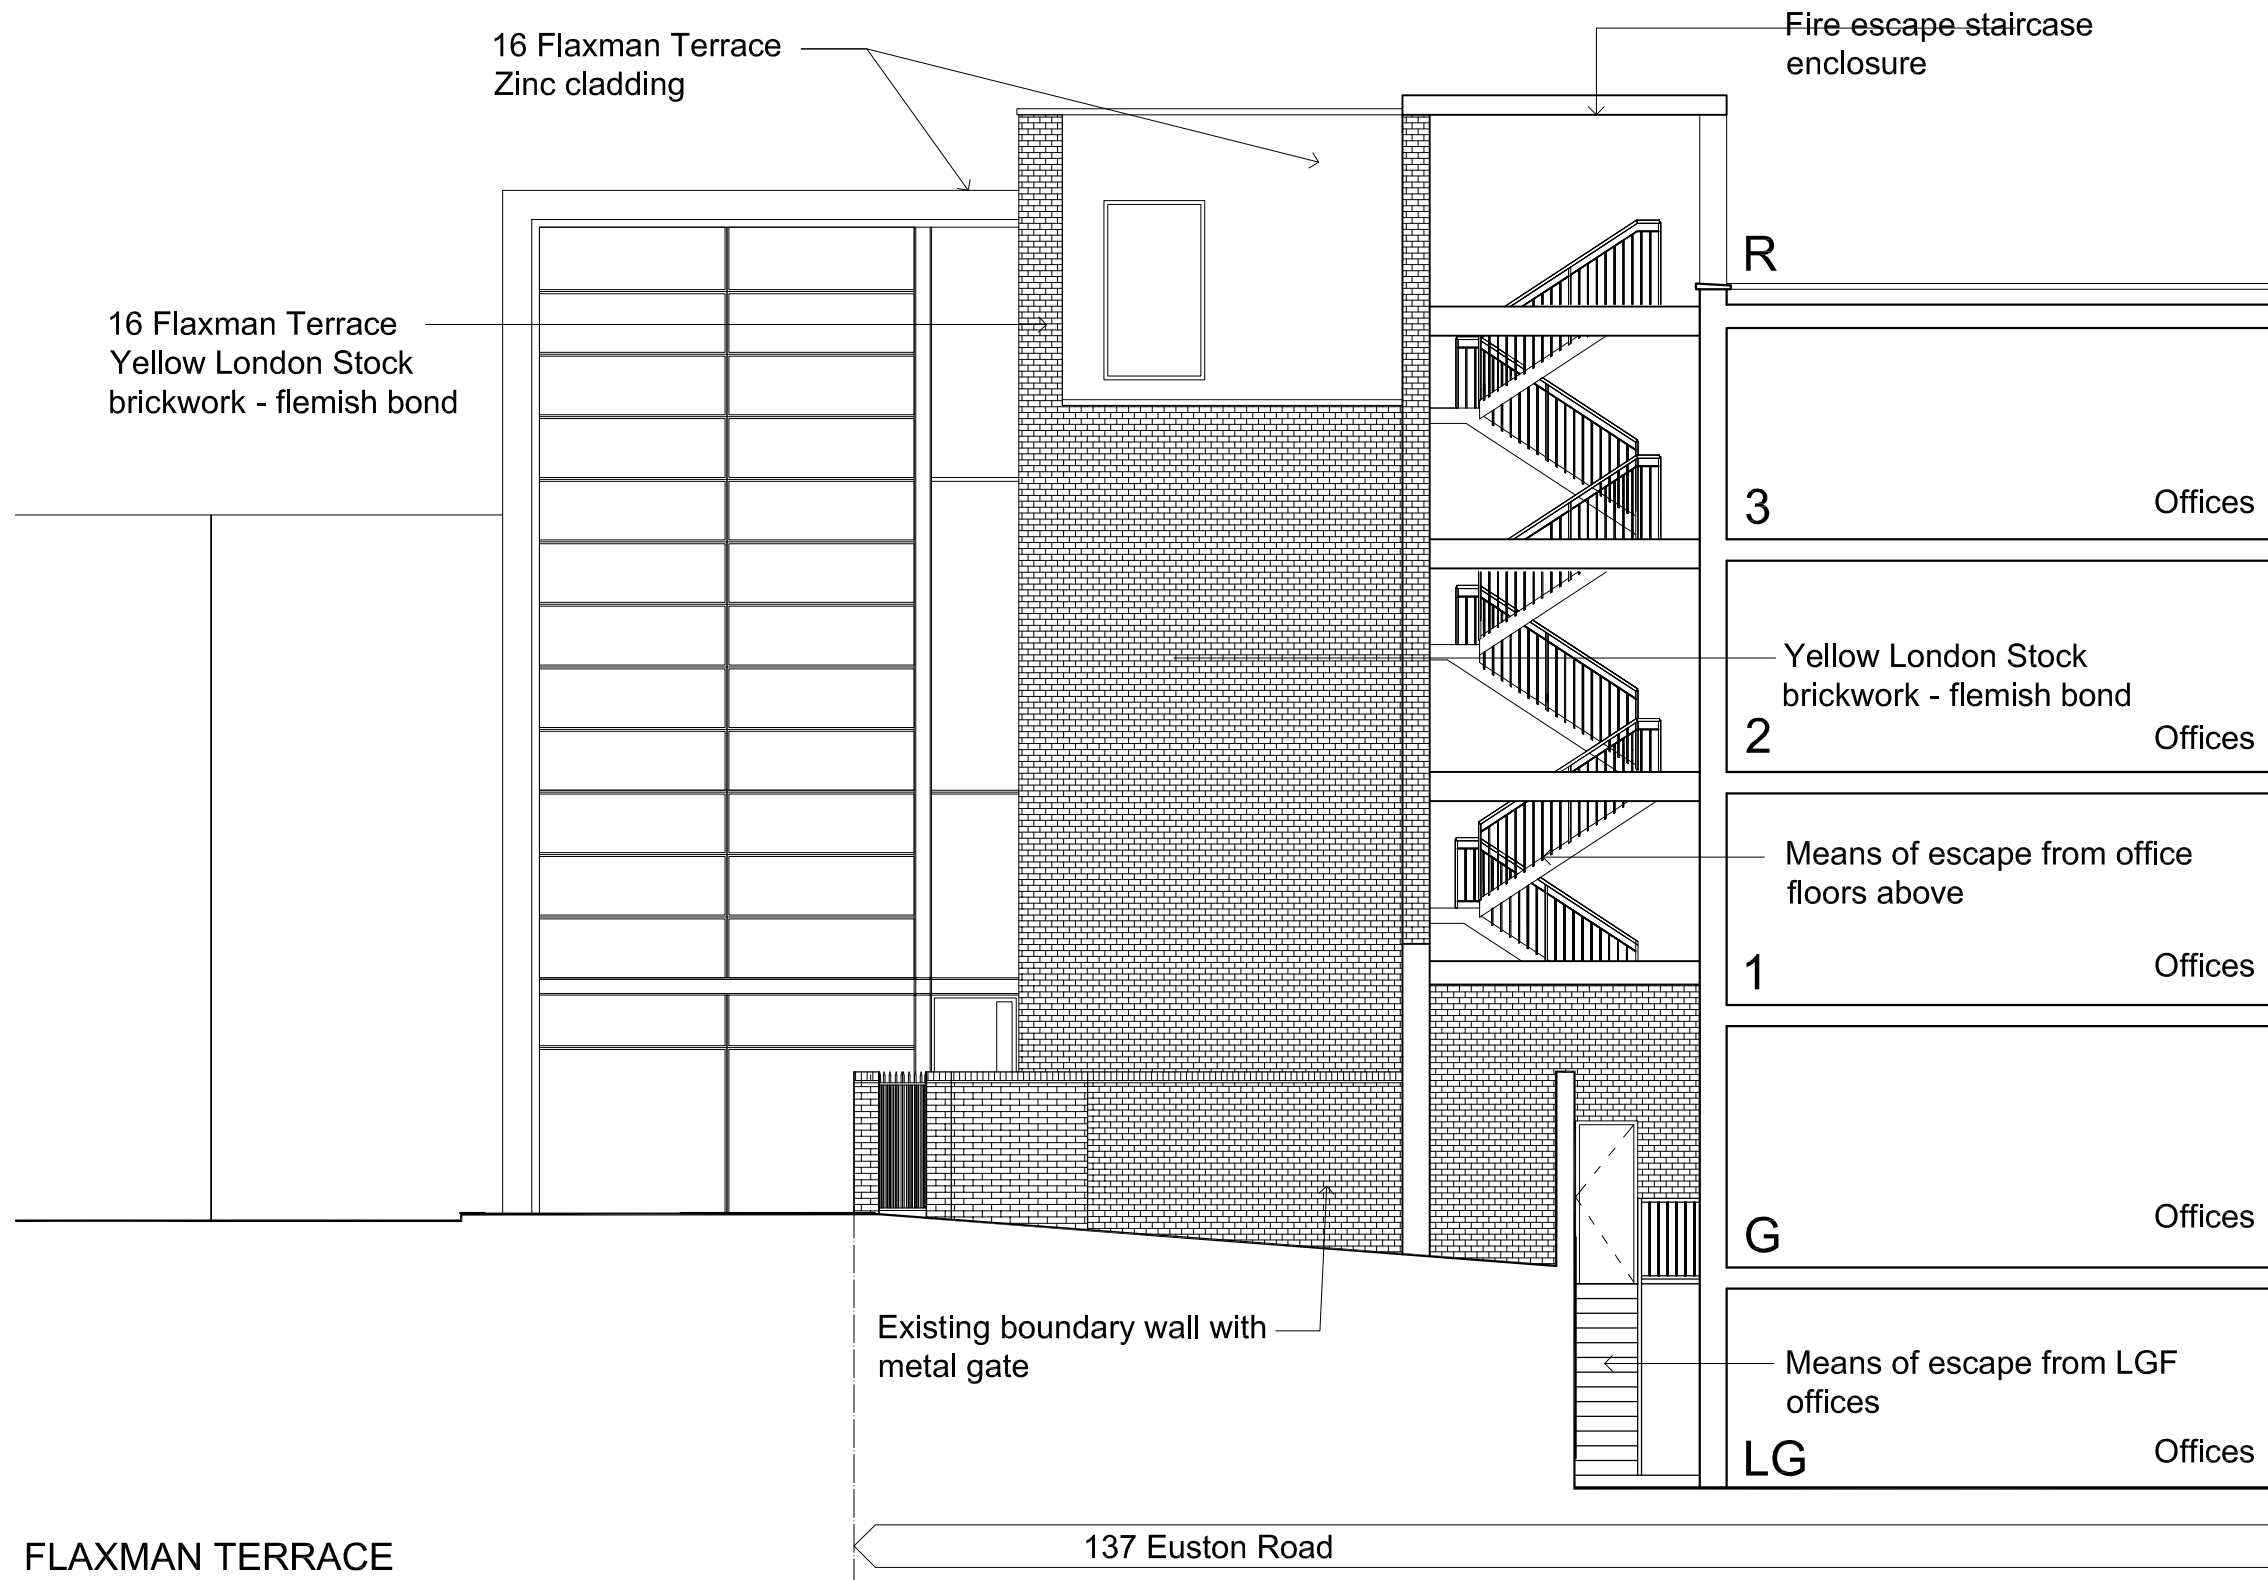 Fire escape staircase
enclosure
16 Flaxman Terrace
Zinc cladding
R
16 Flaxman Terrace
Yellow London Stock
brickwork - flemish bond
3
Offices
Yellow London Stock
brickwork - flemish bond
2
Offices
Means of escape from office
floors above
1
Offices
G
Offices
Existing boundary wall with
metal gate
Means of escape from LGF
offices
LG
Offices
FLAXMAN TERRACE
137 Euston Road